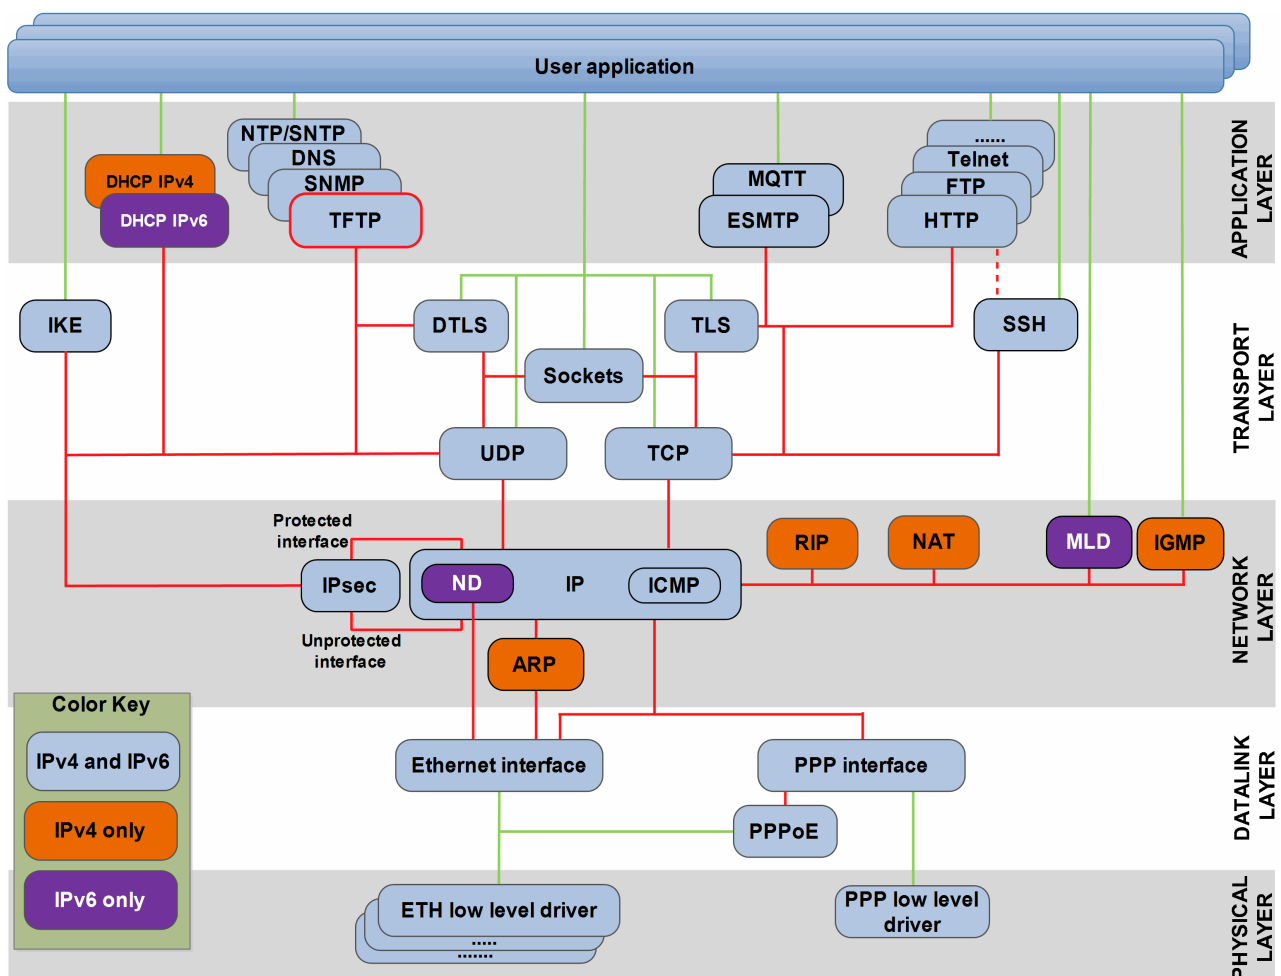 User application
NTP/SNTP
DNS
SNMP
TFTP
DHCP IPv4
DHCP IPv6
MQTT
ESMTP
......
Telnet
FTP
HTTP
APPLICATION
LAYER
IKE
DTLS
TLS
SSH
Sockets
UDP
TCP
TRANSPORT
LAYER
Protected
interface
IPsec
Unprotected
interface
ND
IP
ICMP
RIP
NAT
MLD
IGMP
ARP
NETWORK
LAYER
Color Key
IPv4 and IPv6
IPv4 only
IPv6 only
Ethernet interface
PPP interface
PPPoE
DATALINK
LAYER
ETH low level driver
.....
.......
PPP low level
driver
PHYSICAL
LAYER